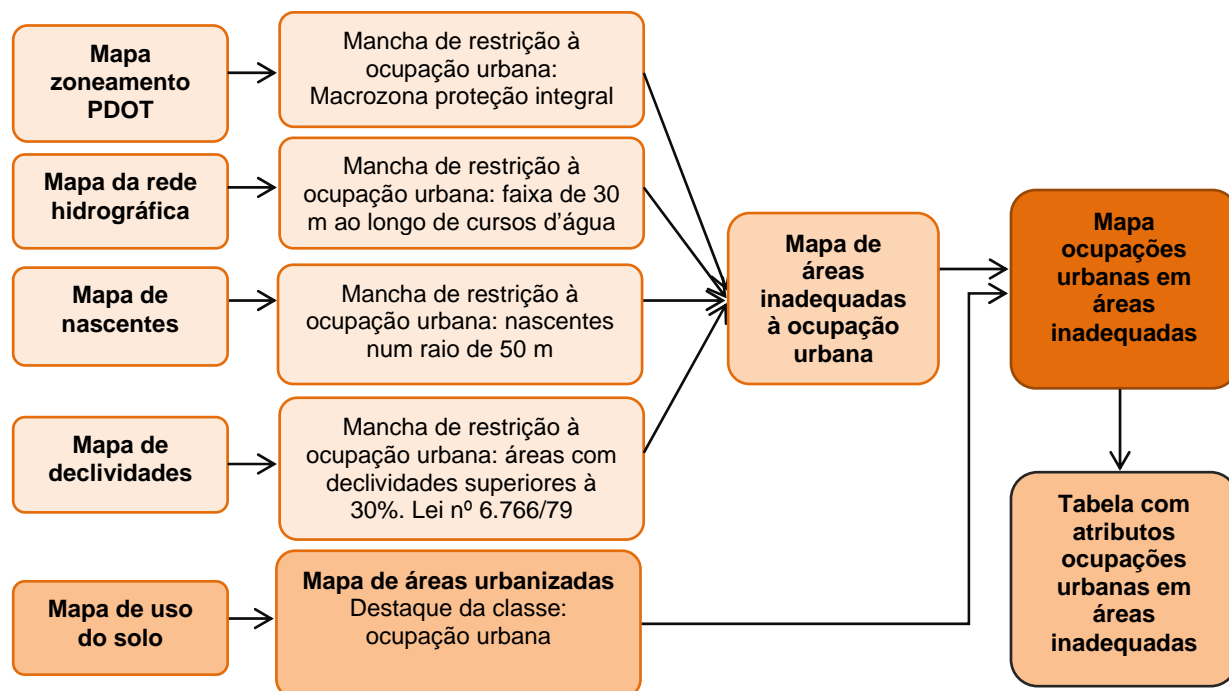 Mapa
zoneamento
PDOT
Mancha de restrição à
ocupação urbana:
Macrozona proteção integral
Mapa da rede
hidrográfica
Mancha de restrição à
ocupação urbana: faixa de 30
m ao longo de cursos d’água
Mapa de
nascentes
Mancha de restrição à
ocupação urbana: nascentes
num raio de 50 m
Mapa de
declividades
Mancha de restrição à
ocupação urbana: áreas com
declividades superiores à
30%. Lei nº 6.766/79
Mapa de uso
do solo
Mapa de áreas urbanizadas
Destaque da classe:
ocupação urbana
Mapa de
áreas
inadequadas
à ocupação
urbana
Mapa
ocupações
urbanas em
áreas
inadequadas
Tabela com
atributos
ocupações
urbanas em
áreas
inadequadas